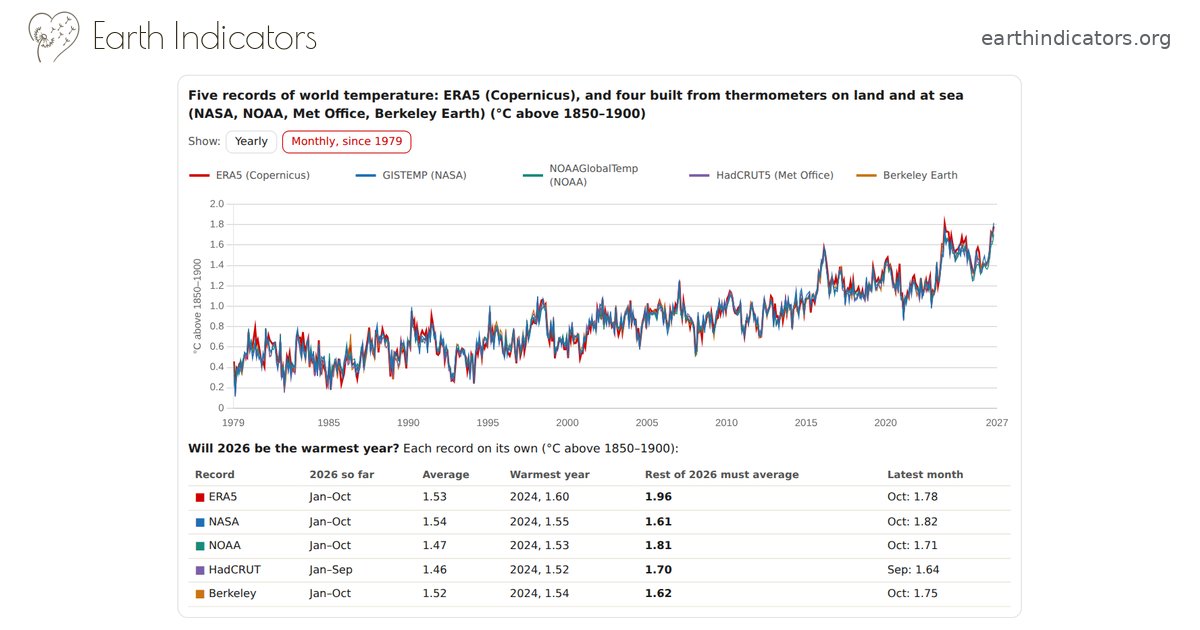 Earth Indicators
earthindicators.org
Five records of world temperature: ERA5 (Copernicus), and four built from thermometers on land and at sea
(NASA, NOAA, Met Office, Berkeley Earth) (°C above 1850–1900)
Show: Yearly Monthly, since 1979
ERA5 (Copernicus) GISTEMP (NASA) NOAAGlobalTemp (NOAA) HadCRUT5 (Met Office) Berkeley Earth
°C above 1850–1900
2.0
1.8
1.6
1.4
1.2
1.0
0.8
0.6
0.4
0.2
0
1979 1985 1990 1995 2000 2005 2010 2015 2020 2027
Will 2026 be the warmest year? Each record on its own (°C above 1850–1900):
Record 2026 so far Average Warmest year Rest of 2026 must average Latest month
ERA5 Jan–Oct 1.53 2024, 1.60 1.96 Oct: 1.78
NASA Jan–Oct 1.54 2024, 1.55 1.61 Oct: 1.82
NOAA Jan–Oct 1.47 2024, 1.53 1.81 Oct: 1.71
HadCRUT Jan–Sep 1.46 2024, 1.52 1.70 Sep: 1.64
Berkeley Jan–Oct 1.52 2024, 1.54 1.62 Oct: 1.75